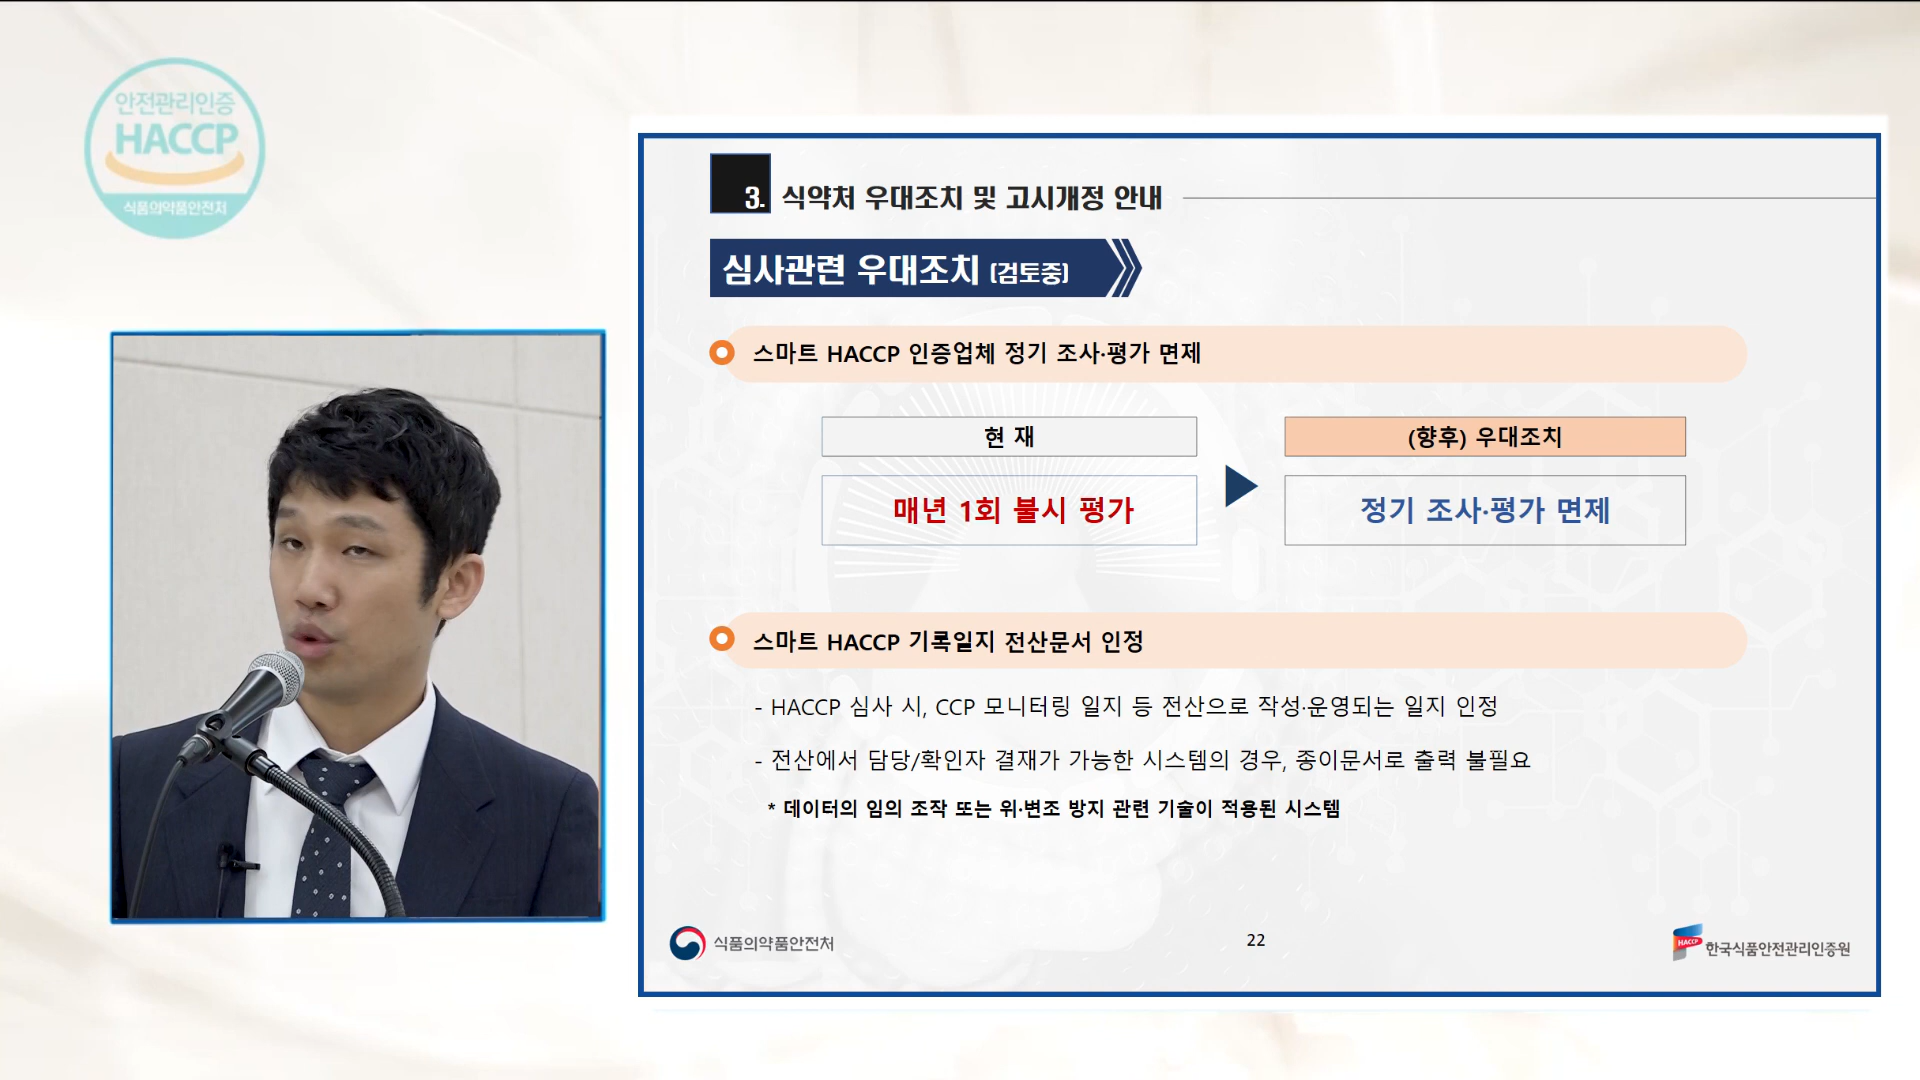 안전관리인증
HACCP
식품의약품안전처
3. 식약처 우대조치 및 고시개정 안내
심사관련 우대조치 (검토중)
스마트 HACCP 인증업체 정기 조사·평가 면제
현 재
(향후) 우대조치
매년 1회 불시 평가
정기 조사·평가 면제
스마트 HACCP 기록일지 전산문서 인정
- HACCP 심사 시, CCP 모니터링 일지 등 전산으로 작성·운영되는 일지 인정
- 전산에서 담당/확인자 결재가 가능한 시스템의 경우, 종이문서로 출력 불필요
* 데이터의 임의 조작 또는 위·변조 방지 관련 기술이 적용된 시스템
식품의약품안전처
22
HACCP
한국식품안전관리인증원